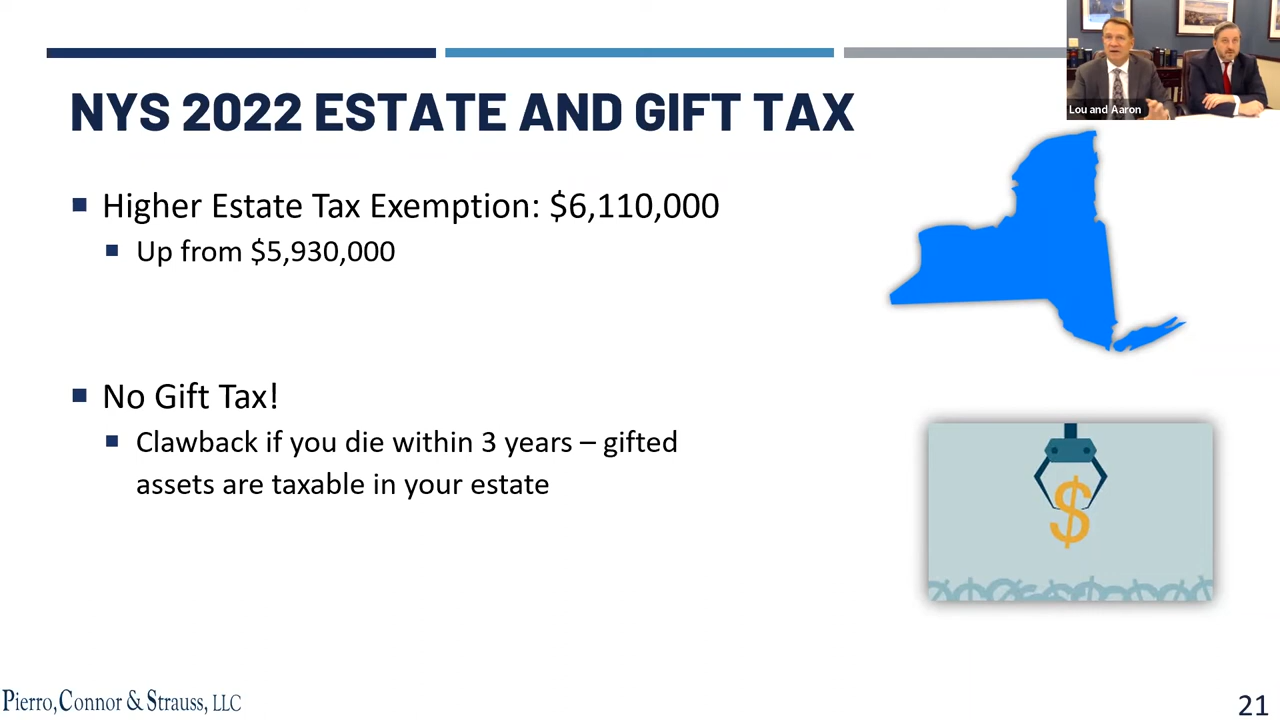 Lou and Aaron
NYS 2022 ESTATE AND GIFT TAX
Higher Estate Tax Exemption: $6,110,000
Up from $5,930,000
No Gift Tax!
Clawback if you die within 3 years – gifted
assets are taxable in your estate
$
Pierro, Connor & Strauss, LLC
21